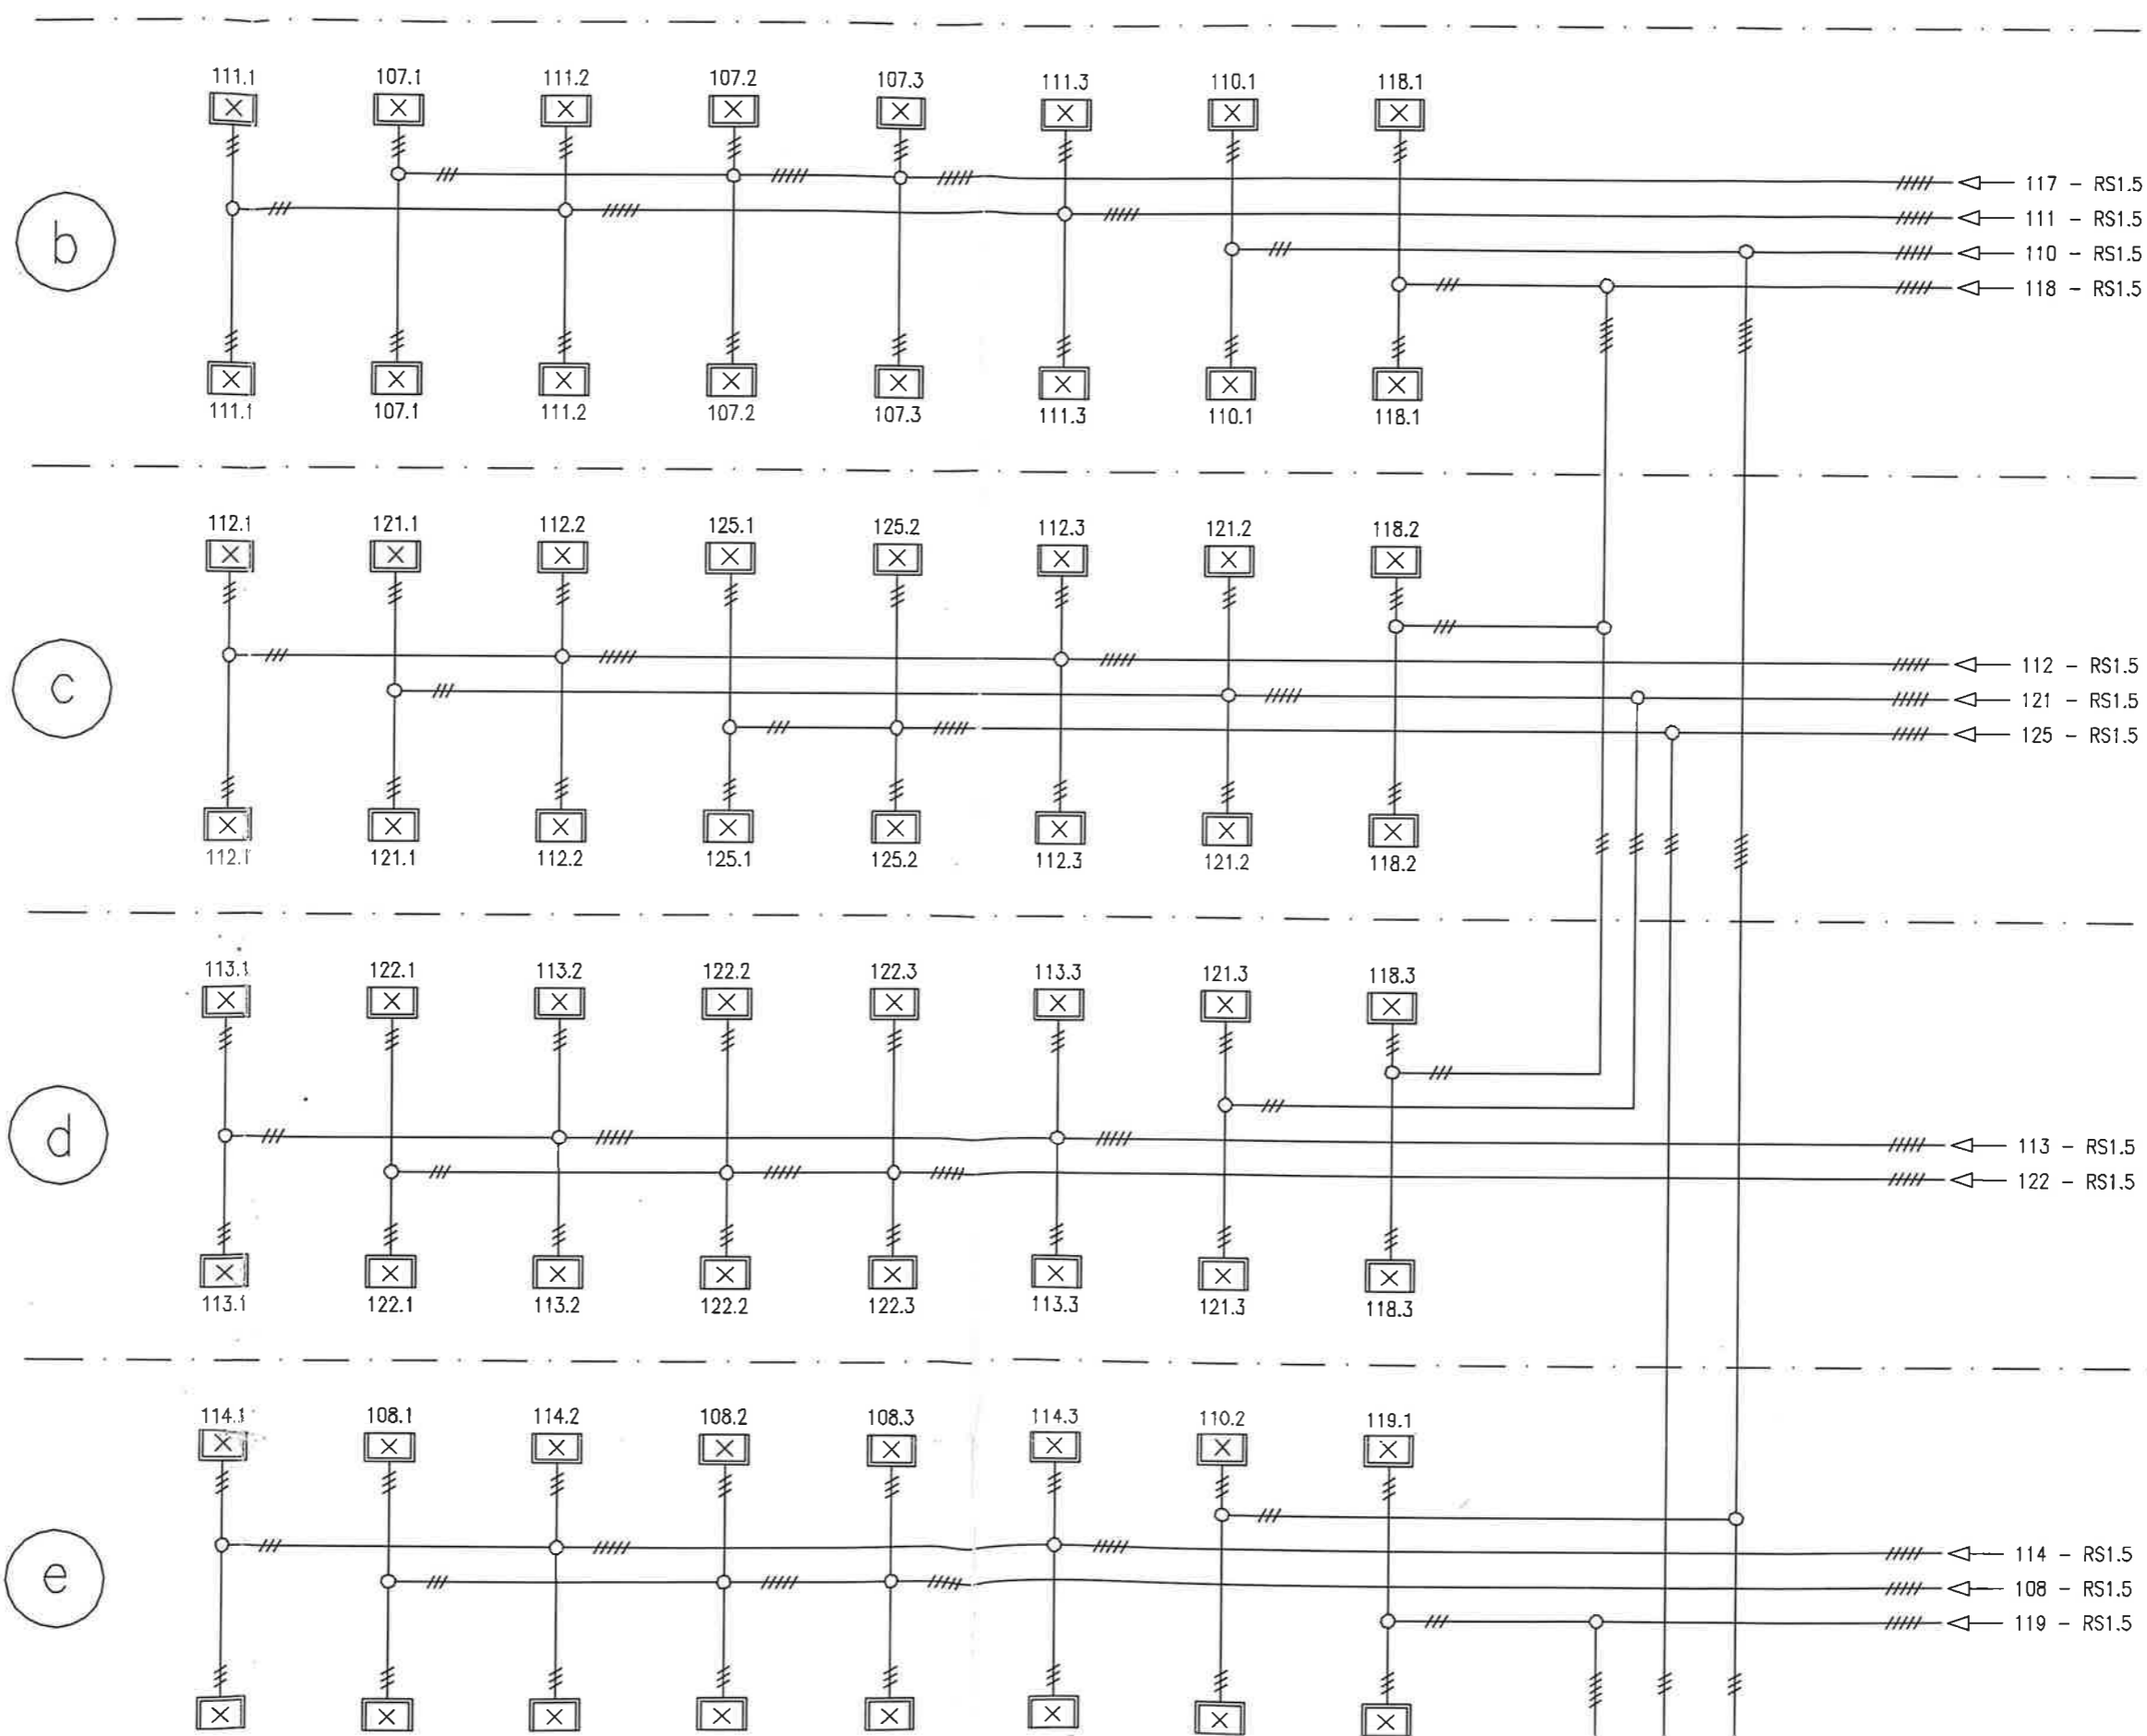 111.1 107.1 111.2 107.2 107.3 111.3 110.1 118.1
117 - RS1.5
111 - RS1.5
b
110 - RS1.5
118 - RS1.5
111.1 107.1 111.2 107.2 107.3 111.3 110.1 118.1
112.1 121.1 112.2 125.1 125.2 112.3 121.2 118.2
c
112 - RS1.5
121 - RS1.5
125 - RS1.5
112.1 121.1 112.2 125.1 125.2 112.3 121.2 118.2
113.1 122.1 113.2 122.2 122.3 113.3 121.3 118.3
d
113 - RS1.5
122 - RS1.5
113.1 122.1 113.2 122.2 122.3 113.3 121.3 118.3
114.1 108.1 114.2 108.2 108.3 114.3 110.2 119.1
114 - RS1.5
e
108 - RS1.5
119 - RS1.5